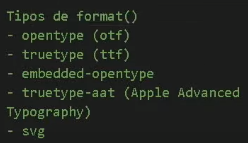 Tipos de format()
- opentype (otf)
- truetype (ttf)
- embedded-opentype
- truetype-aat (Apple Advanced
Typography)
- svg